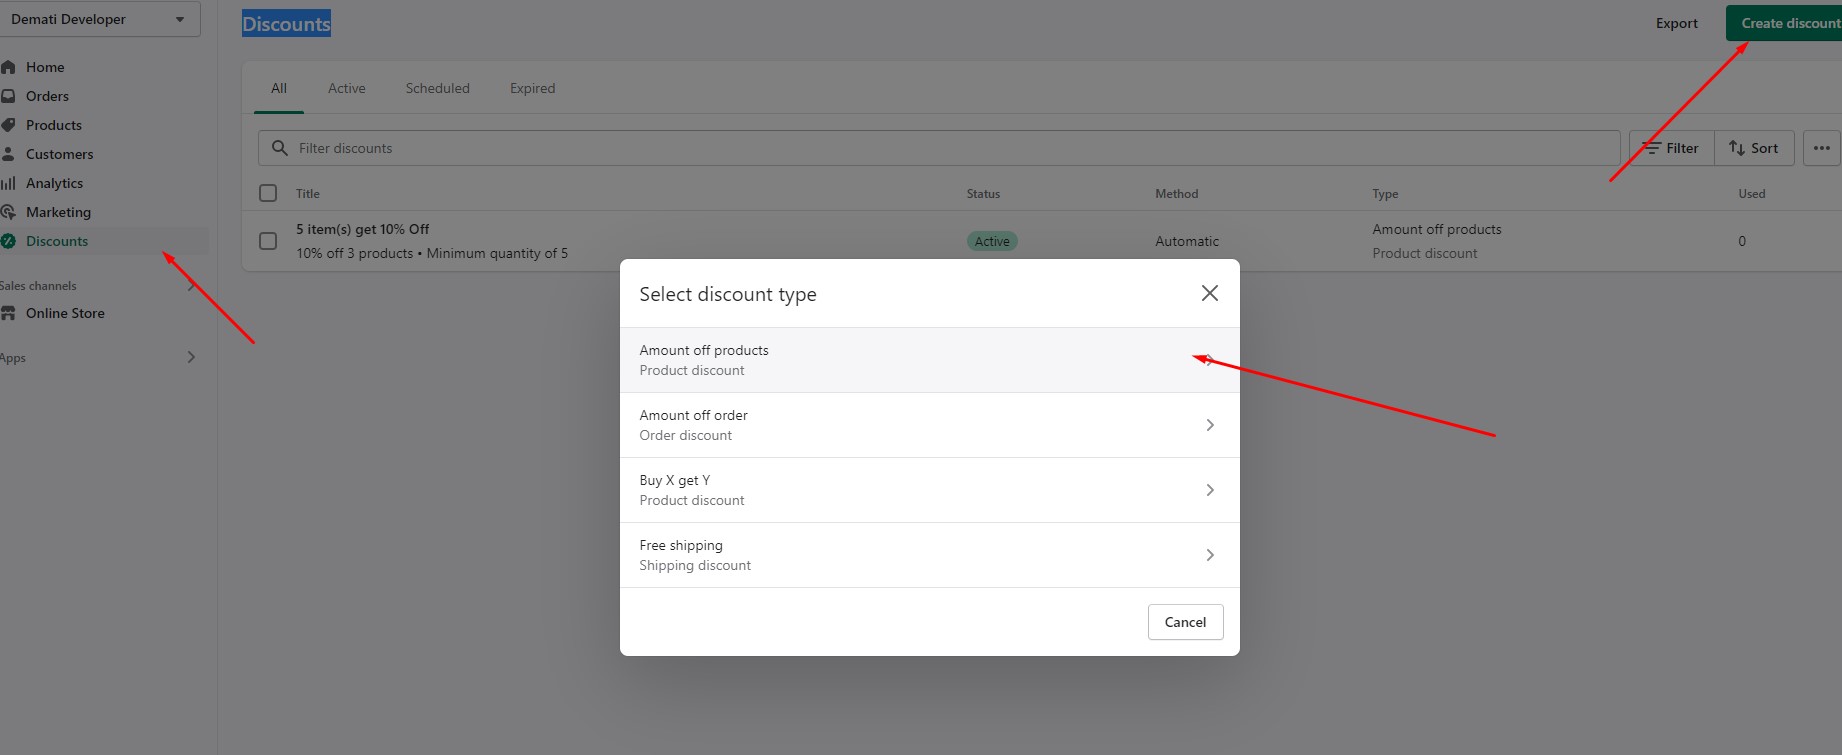 Demati Developer
Discounts
Export
Create discount
Home
Orders
Products
Customers
Analytics
Marketing
Discounts
Sales channels
Online Store
Apps
All Active Scheduled Expired
Filter discounts
Filter
Sort
Title Status Method Type Used
5 item(s) get 10% Off
10% off 3 products • Minimum quantity of 5
Active
Automatic
Amount off products
Product discount
0
Select discount type
Amount off products
Product discount
Amount off order
Order discount
Buy X get Y
Product discount
Free shipping
Shipping discount
Cancel